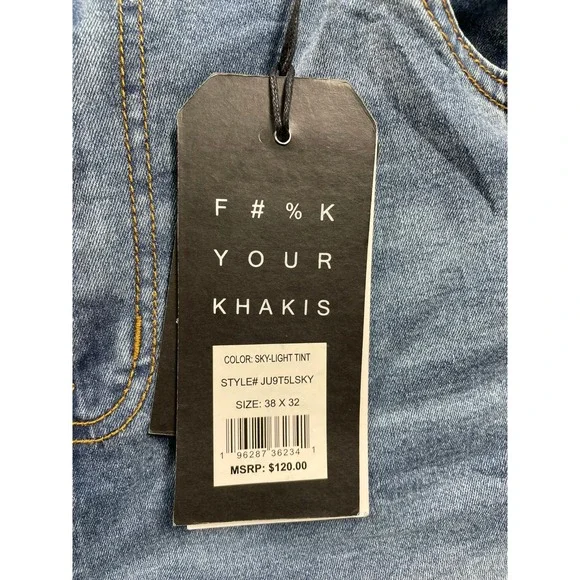 F#%K
YOUR
KHAKIS
COLOR: SKY-LIGHT TINT
STYLE# JU9T5LSKY
SIZE: 38 X 32
1 96287 36234 1
MSRP: $120.00